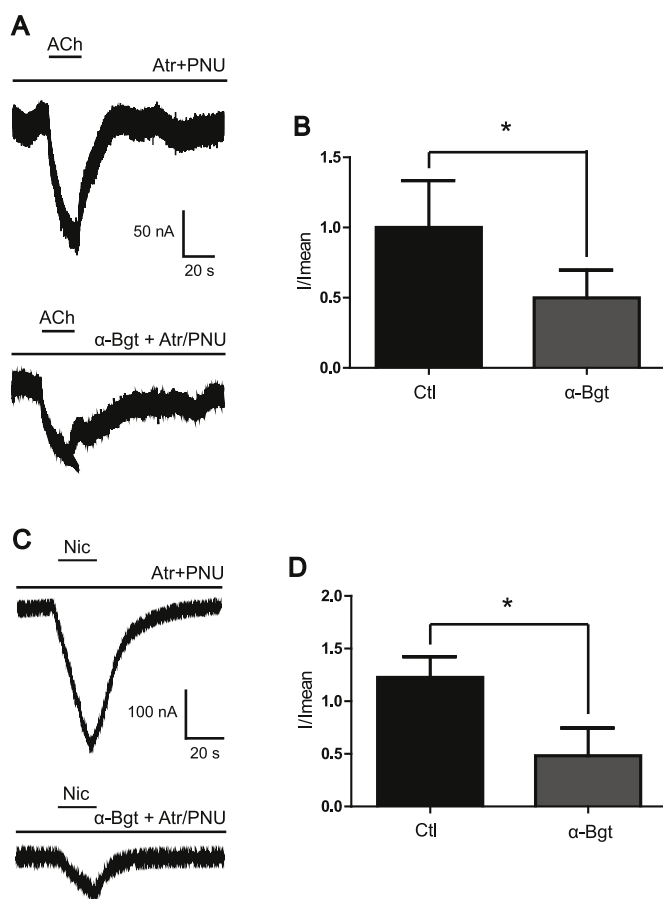 A
ACh
Atr+PNU
50 nA
20 s
ACh
α-Bgt + Atr/PNU
B
*
1.5
1.0
0.5
0.0
I/Imean
Ctl
α-Bgt
C
Nic
Atr+PNU
100 nA
20 s
Nic
α-Bgt + Atr/PNU
D
*
2.0
1.5
1.0
0.5
0.0
I/Imean
Ctl
α-Bgt